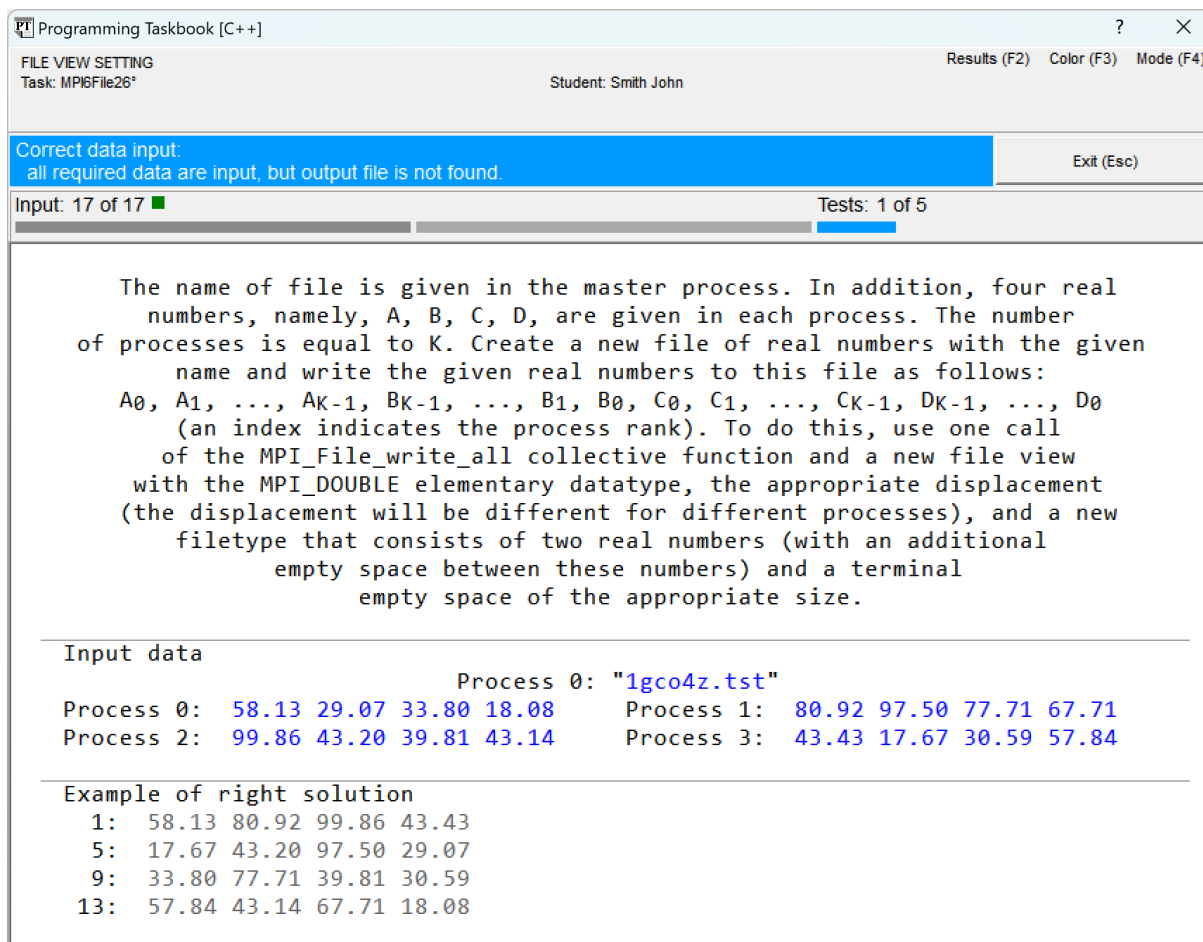 PT Programming Taskbook [C++] ? ×
FILE VIEW SETTING Results (F2) Color (F3) Mode (F4)
Task: MPI6File26° Student: Smith John
Correct data input:
all required data are input, but output file is not found.
Exit (Esc)
Input: 17 of 17 Tests: 1 of 5
The name of file is given in the master process. In addition, four real
numbers, namely, A, B, C, D, are given in each process. The number
of processes is equal to K. Create a new file of real numbers with the given
name and write the given real numbers to this file as follows:
A₀, A₁, ..., Aₖ₋₁, Bₖ₋₁, ..., B₁, B₀, C₀, C₁, ..., Cₖ₋₁, Dₖ₋₁, ..., D₀
(an index indicates the process rank). To do this, use one call
of the MPI_File_write_all collective function and a new file view
with the MPI_DOUBLE elementary datatype, the appropriate displacement
(the displacement will be different for different processes), and a new
filetype that consists of two real numbers (with an additional
empty space between these numbers) and a terminal
empty space of the appropriate size.
Input data
Process 0: "1gco4z.tst"
Process 0: 58.13 29.07 33.80 18.08 Process 1: 80.92 97.50 77.71 67.71
Process 2: 99.86 43.20 39.81 43.14 Process 3: 43.43 17.67 30.59 57.84
Example of right solution
1: 58.13 80.92 99.86 43.43
5: 17.67 43.20 97.50 29.07
9: 33.80 77.71 39.81 30.59
13: 57.84 43.14 67.71 18.08